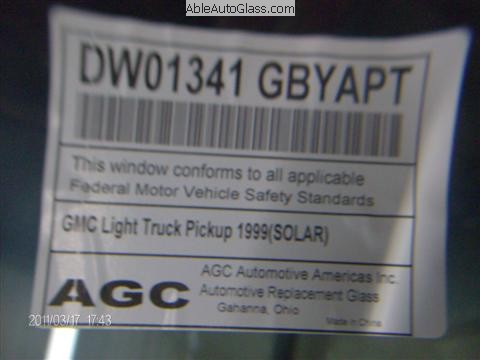 AbleAutoGlass.com
DW01341 GBYAPT
This window conforms to all applicable
Federal Motor Vehicle Safety Standards
GMC Light Truck Pickup 1999(SOLAR)
AGC
AGC Automotive Americas Inc.
Automotive Replacement Glass
Gahanna, Ohio
Made in China
2011/03/17 17:43